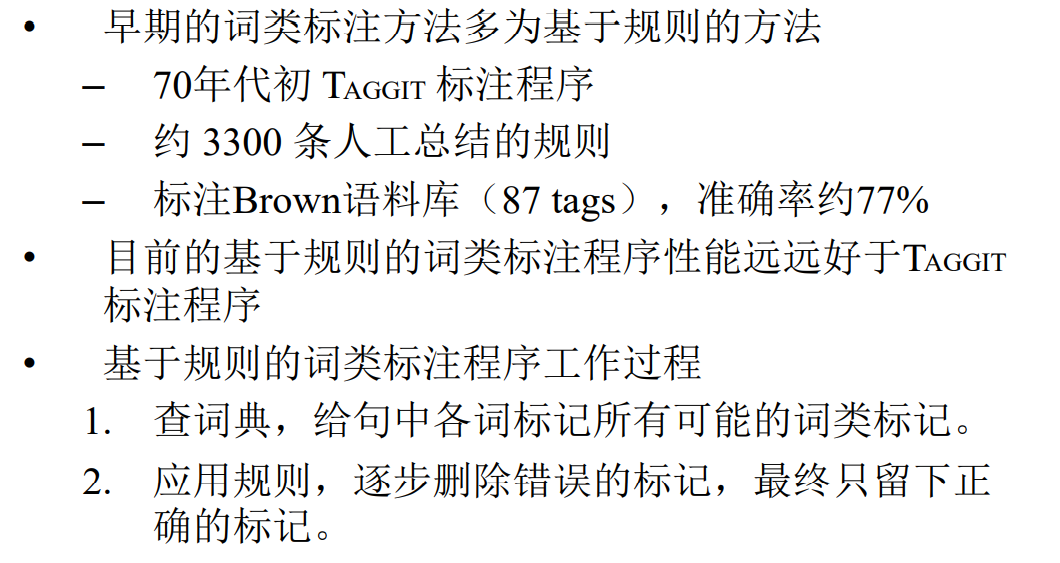 • 早期的词类标注方法多为基于规则的方法
– 70年代初 TAGGIT 标注程序
– 约 3300 条人工总结的规则
– 标注Brown语料库（87 tags），准确率约77%
• 目前的基于规则的词类标注程序性能远远好于TAGGIT
标注程序
• 基于规则的词类标注程序工作过程
1. 查词典，给句中各词标记所有可能的词类标记。
2. 应用规则，逐步删除错误的标记，最终只留下正
确的标记。